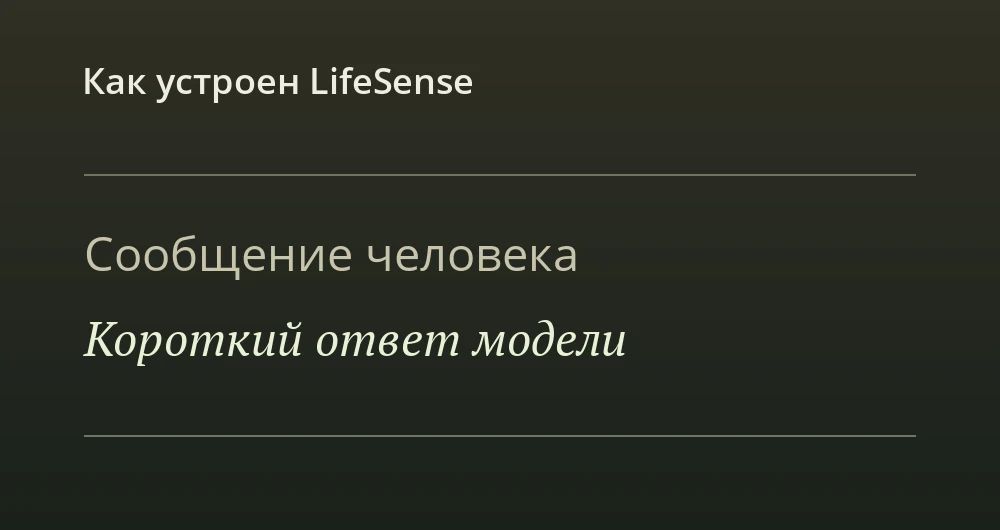 Как устроен LifeSense
Сообщение человека
Короткий ответ модели